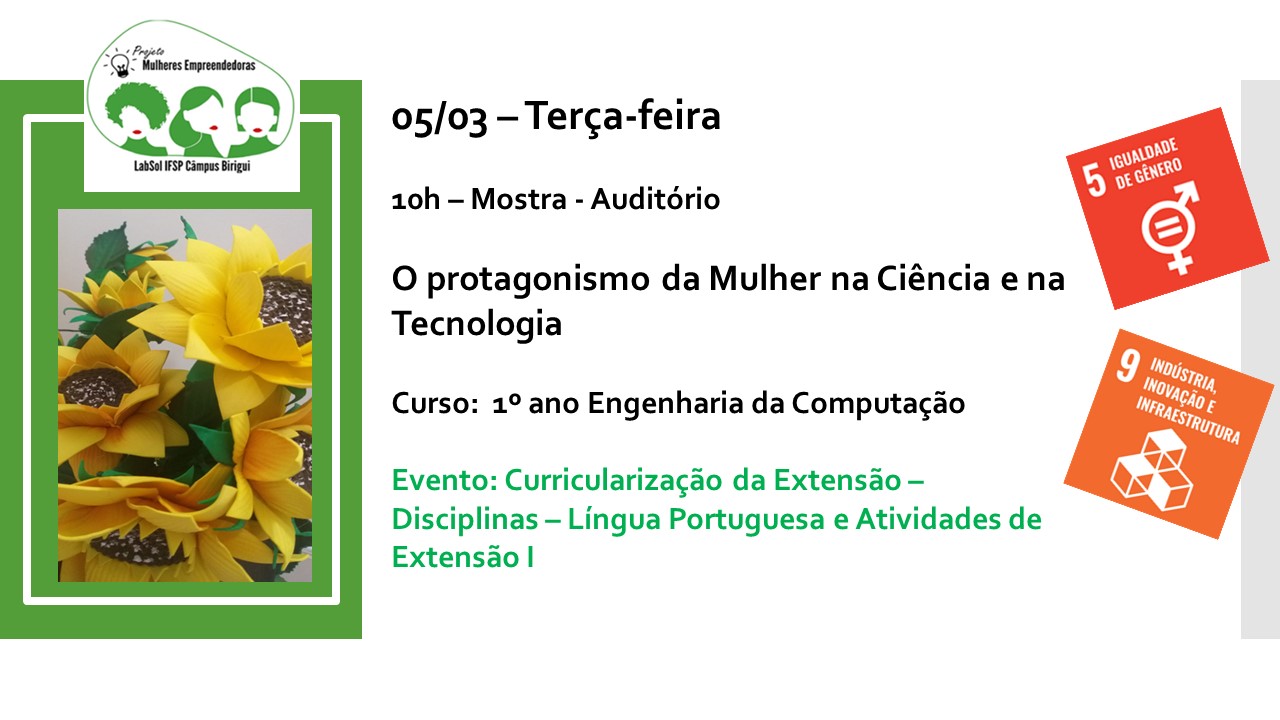 Projeto
Mulheres Empreendedoras
LabSol IFSP Câmpus Birigui
05/03 – Terça-feira
10h – Mostra - Auditório
O protagonismo da Mulher na Ciência e na
Tecnologia
Curso: 1º ano Engenharia da Computação
Evento: Curricularização da Extensão –
Disciplinas – Língua Portuguesa e Atividades de
Extensão I
5 IGUALDADE
DE GÊNERO
9 INDÚSTRIA,
INOVAÇÃO E
INFRAESTRUTURA